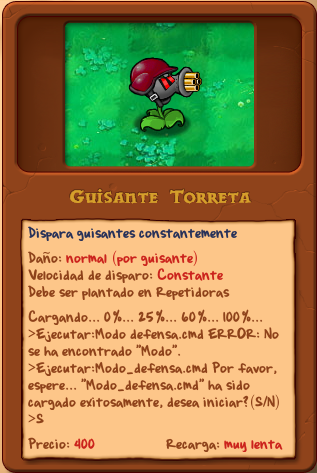 Guisante Torreta
Dispara guisantes constantemente
Daño: normal (por guisante)
Velocidad de disparo: Constante
Debe ser plantado en Repetidoras
Cargando... 0%... 25%... 60%... 100%...
>Ejecutar:Modo defensa.cmd ERROR: No
se ha encontrado "Modo".
>Ejecutar:Modo_defensa.cmd Por favor,
espere... "Modo_defensa.cmd" ha sido
cargado exitosamente, desea iniciar?(S/N)
>S
Precio: 400 Recarga: muy lenta